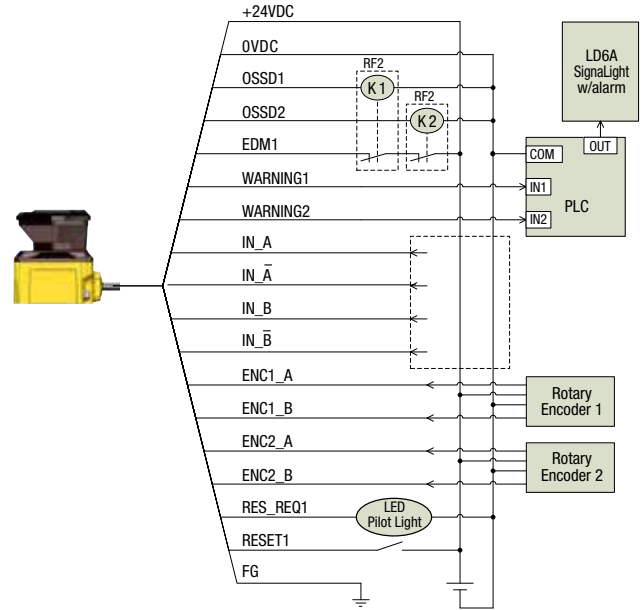 +24VDC
0VDC
OSSD1
OSSD2
EDM1
WARNING1
WARNING2
IN_A
IN_A̅
IN_B
IN_B̅
ENC1_A
ENC1_B
ENC2_A
ENC2_B
RES_REQ1
RESET1
FG
RF2
K1
RF2
K2
LED
Pilot Light
LD6A
SignaLight
w/alarm
OUT
COM
IN1
IN2
PLC
Rotary
Encoder 1
Rotary
Encoder 2